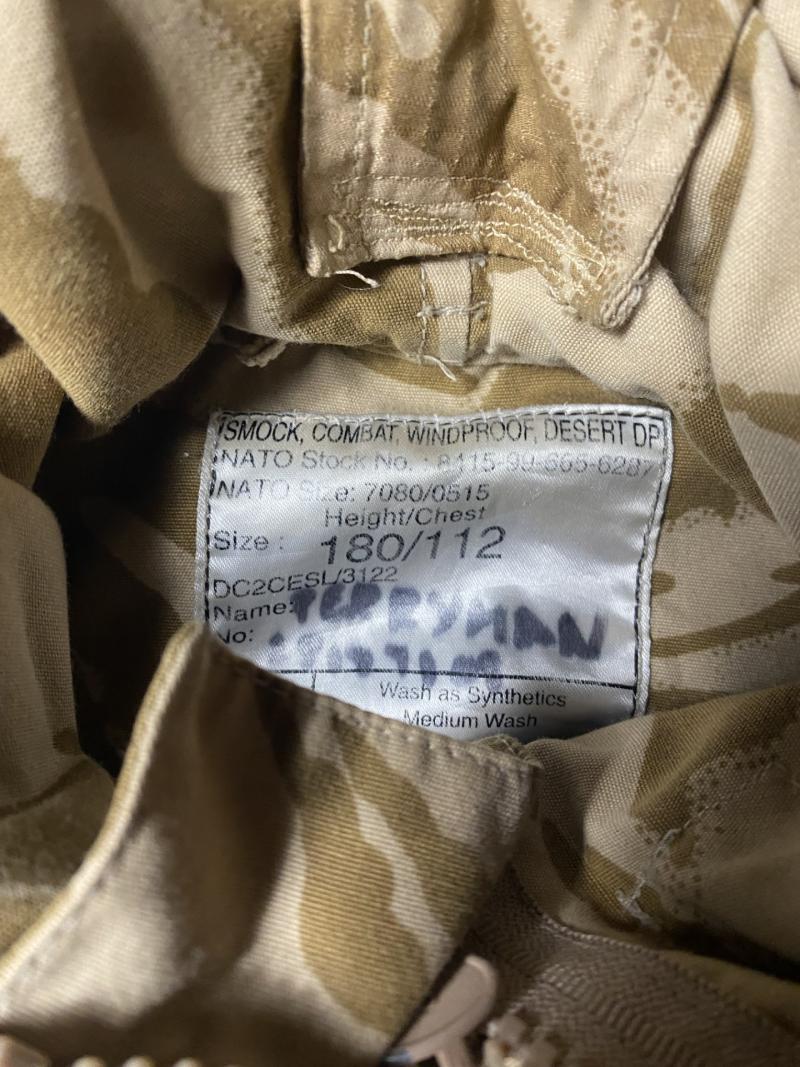 SMOCK, COMBAT, WINDPROOF, DESERT DP
NATO Stock No. : 8415-99-665-6287
NATO Size: 7080/0515
Height/Chest
Size : 180/112
DC2CESL/3122
Name:
No:
Wash as Synthetics
Medium Wash